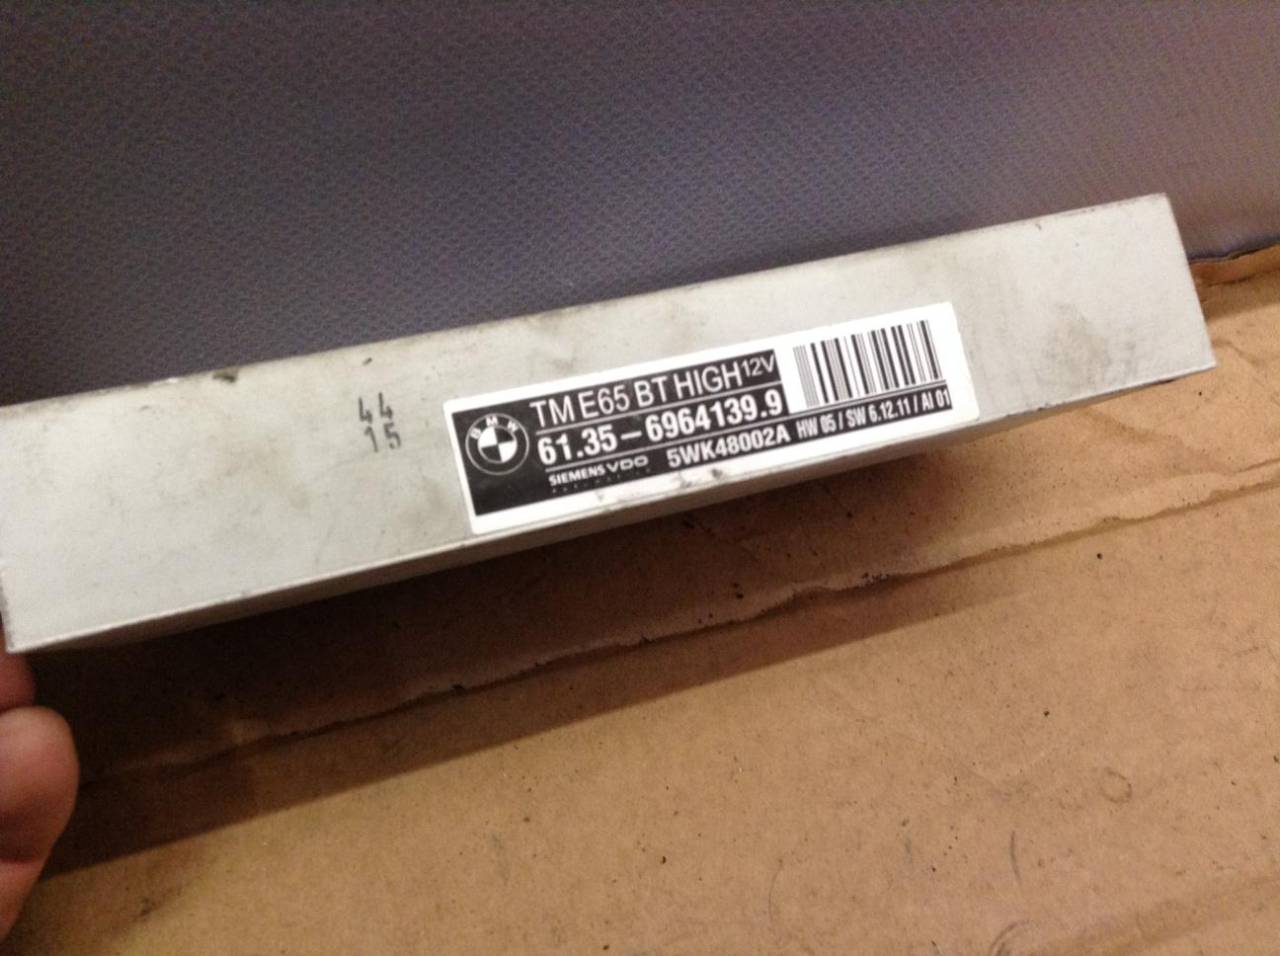 44
15
BMW
TM E65 BT HIGH 12V
61.35-6964139.9
SIEMENS VDO 5WK48002A HW 05 / SW 6.12.11 / AI 01